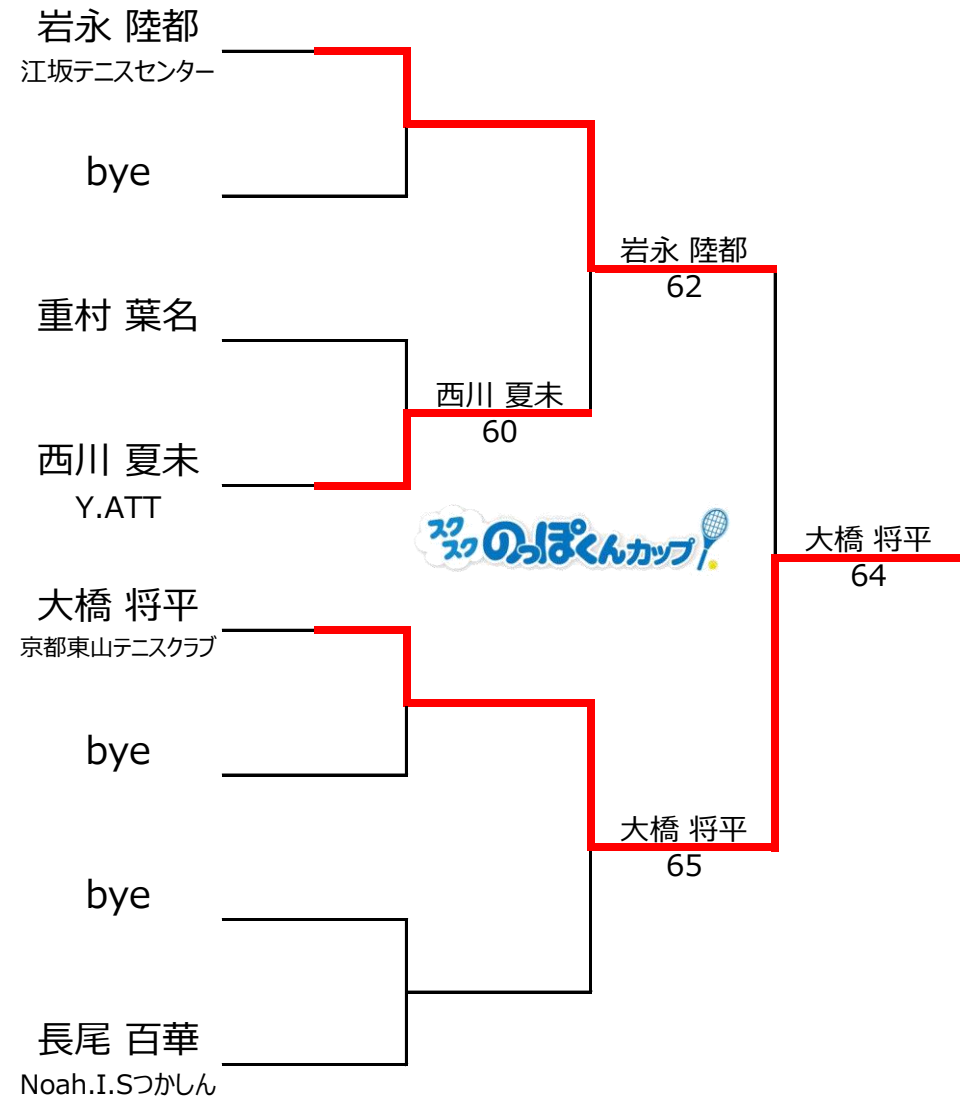 岩永 陸都
江坂テニスセンター
bye
岩永 陸都
62
重村 葉名
西川 夏未
60
西川 夏未
Y.ATT
スク
スク のっぽくんカップ
大橋 将平
64
大橋 将平
京都東山テニスクラブ
bye
大橋 将平
65
bye
長尾 百華
Noah.I.Sつかしん